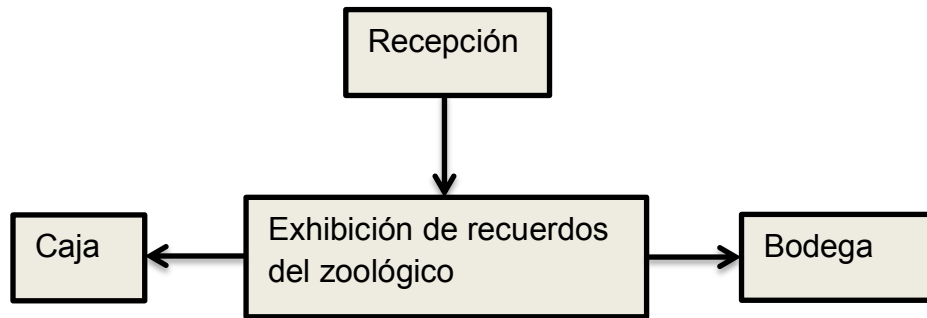 Recepción
Caja
Exhibición de recuerdos
del zoológico
Bodega